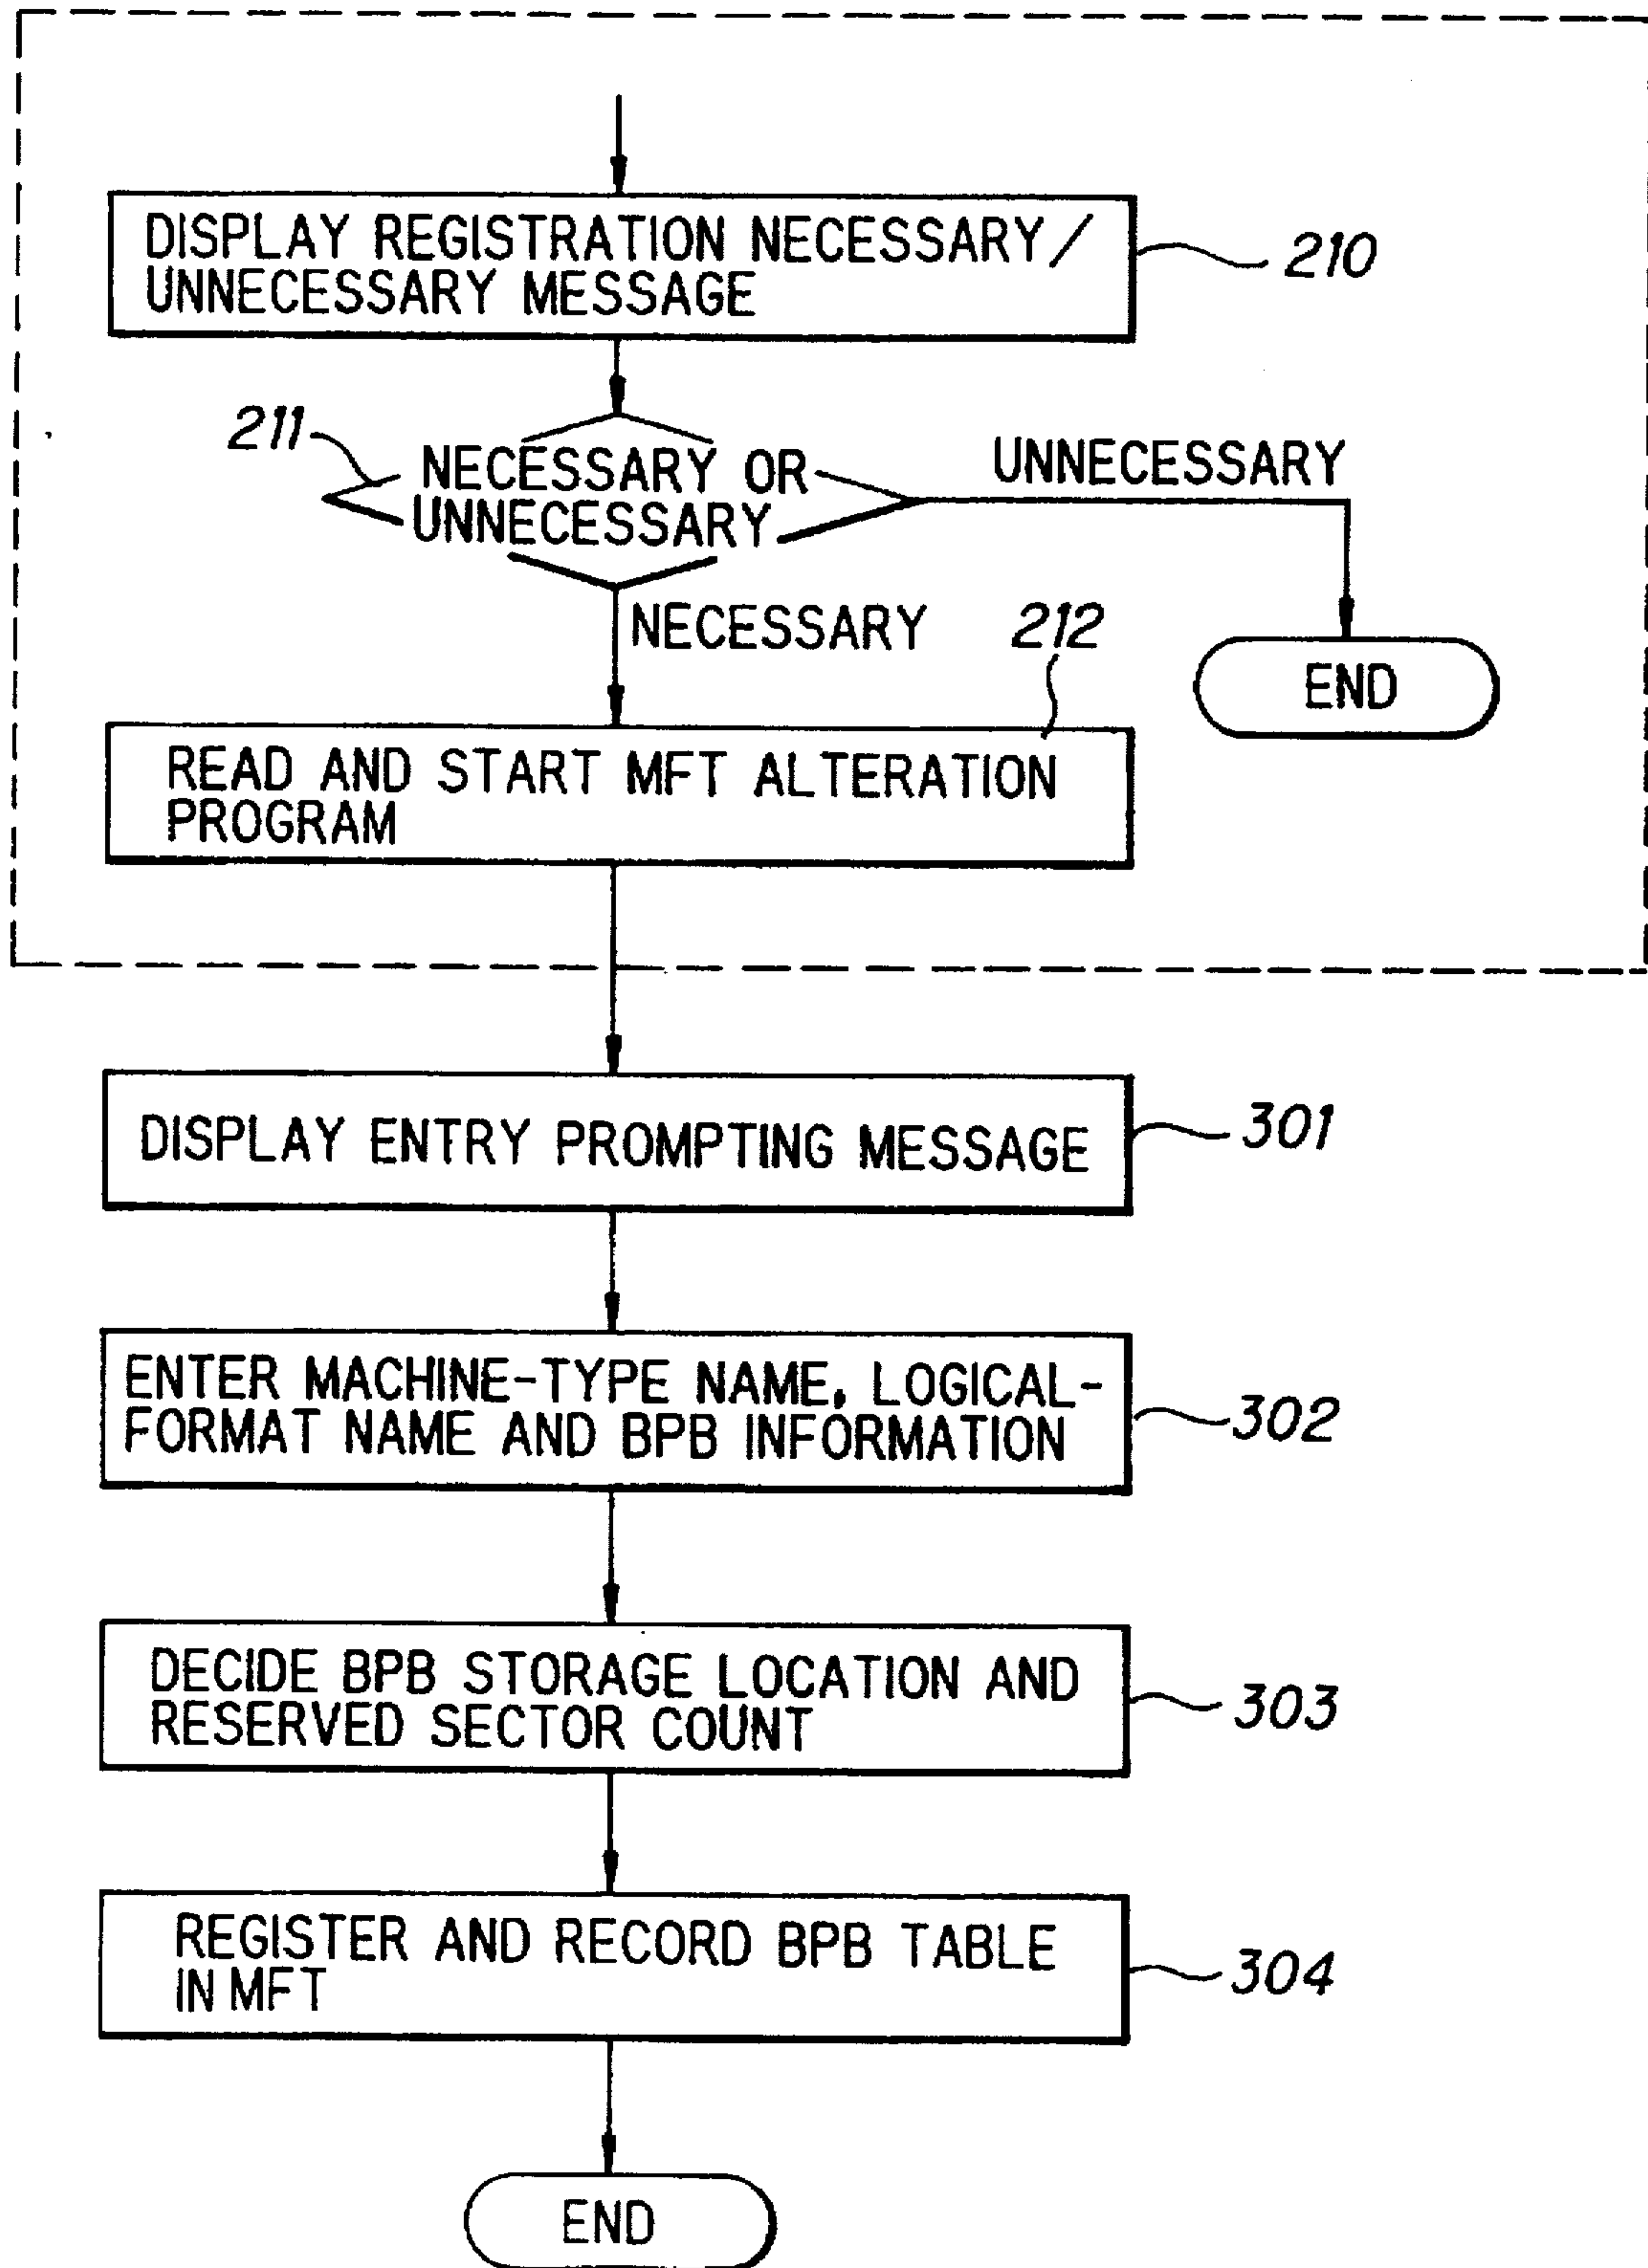 DISPLAY REGISTRATION NECESSARY/
UNNECESSARY MESSAGE
210
211
NECESSARY OR
UNNECESSARY
UNNECESSARY
NECESSARY
212
END
READ AND START MFT ALTERATION
PROGRAM
DISPLAY ENTRY PROMPTING MESSAGE
301
ENTER MACHINE-TYPE NAME, LOGICAL-
FORMAT NAME AND BPB INFORMATION
302
DECIDE BPB STORAGE LOCATION AND
RESERVED SECTOR COUNT
303
REGISTER AND RECORD BPB TABLE
IN MFT
304
END